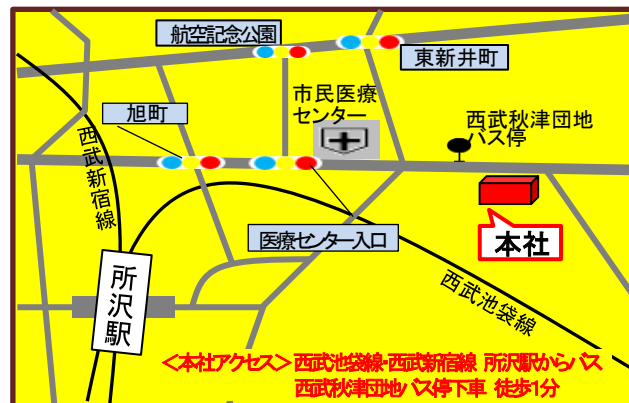 航空記念公園
東新井町
市民医療
センター
旭町
西武秋津団地
バス停
西武新宿線
医療センター入口
本社
所沢駅
西武池袋線
<本社アクセス> 西武池袋線・西武新宿線 所沢駅からバス
西武秋津団地バス停下車 徒歩1分